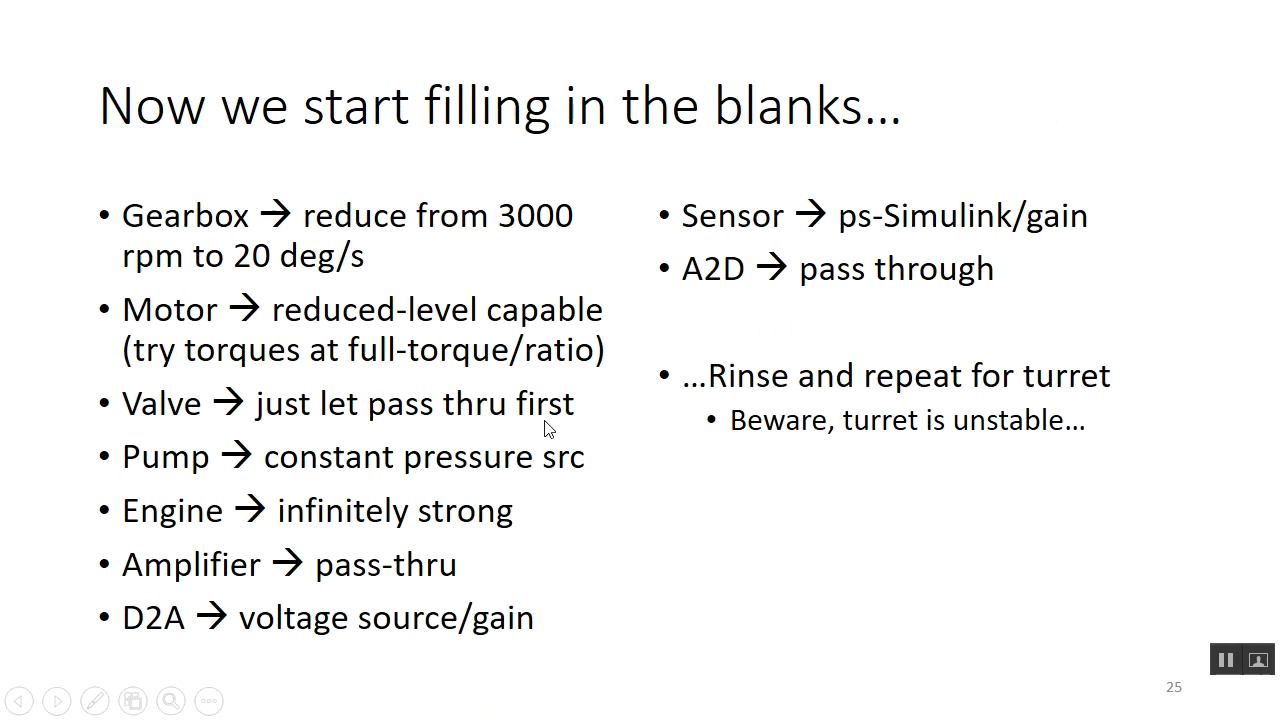 Now we start filling in the blanks…
• Gearbox → reduce from 3000
rpm to 20 deg/s
• Motor → reduced-level capable
(try torques at full-torque/ratio)
• Valve → just let pass thru first
• Pump → constant pressure src
• Engine → infinitely strong
• Amplifier → pass-thru
• D2A → voltage source/gain
• Sensor → ps-Simulink/gain
• A2D → pass through
• …Rinse and repeat for turret
• Beware, turret is unstable…
25